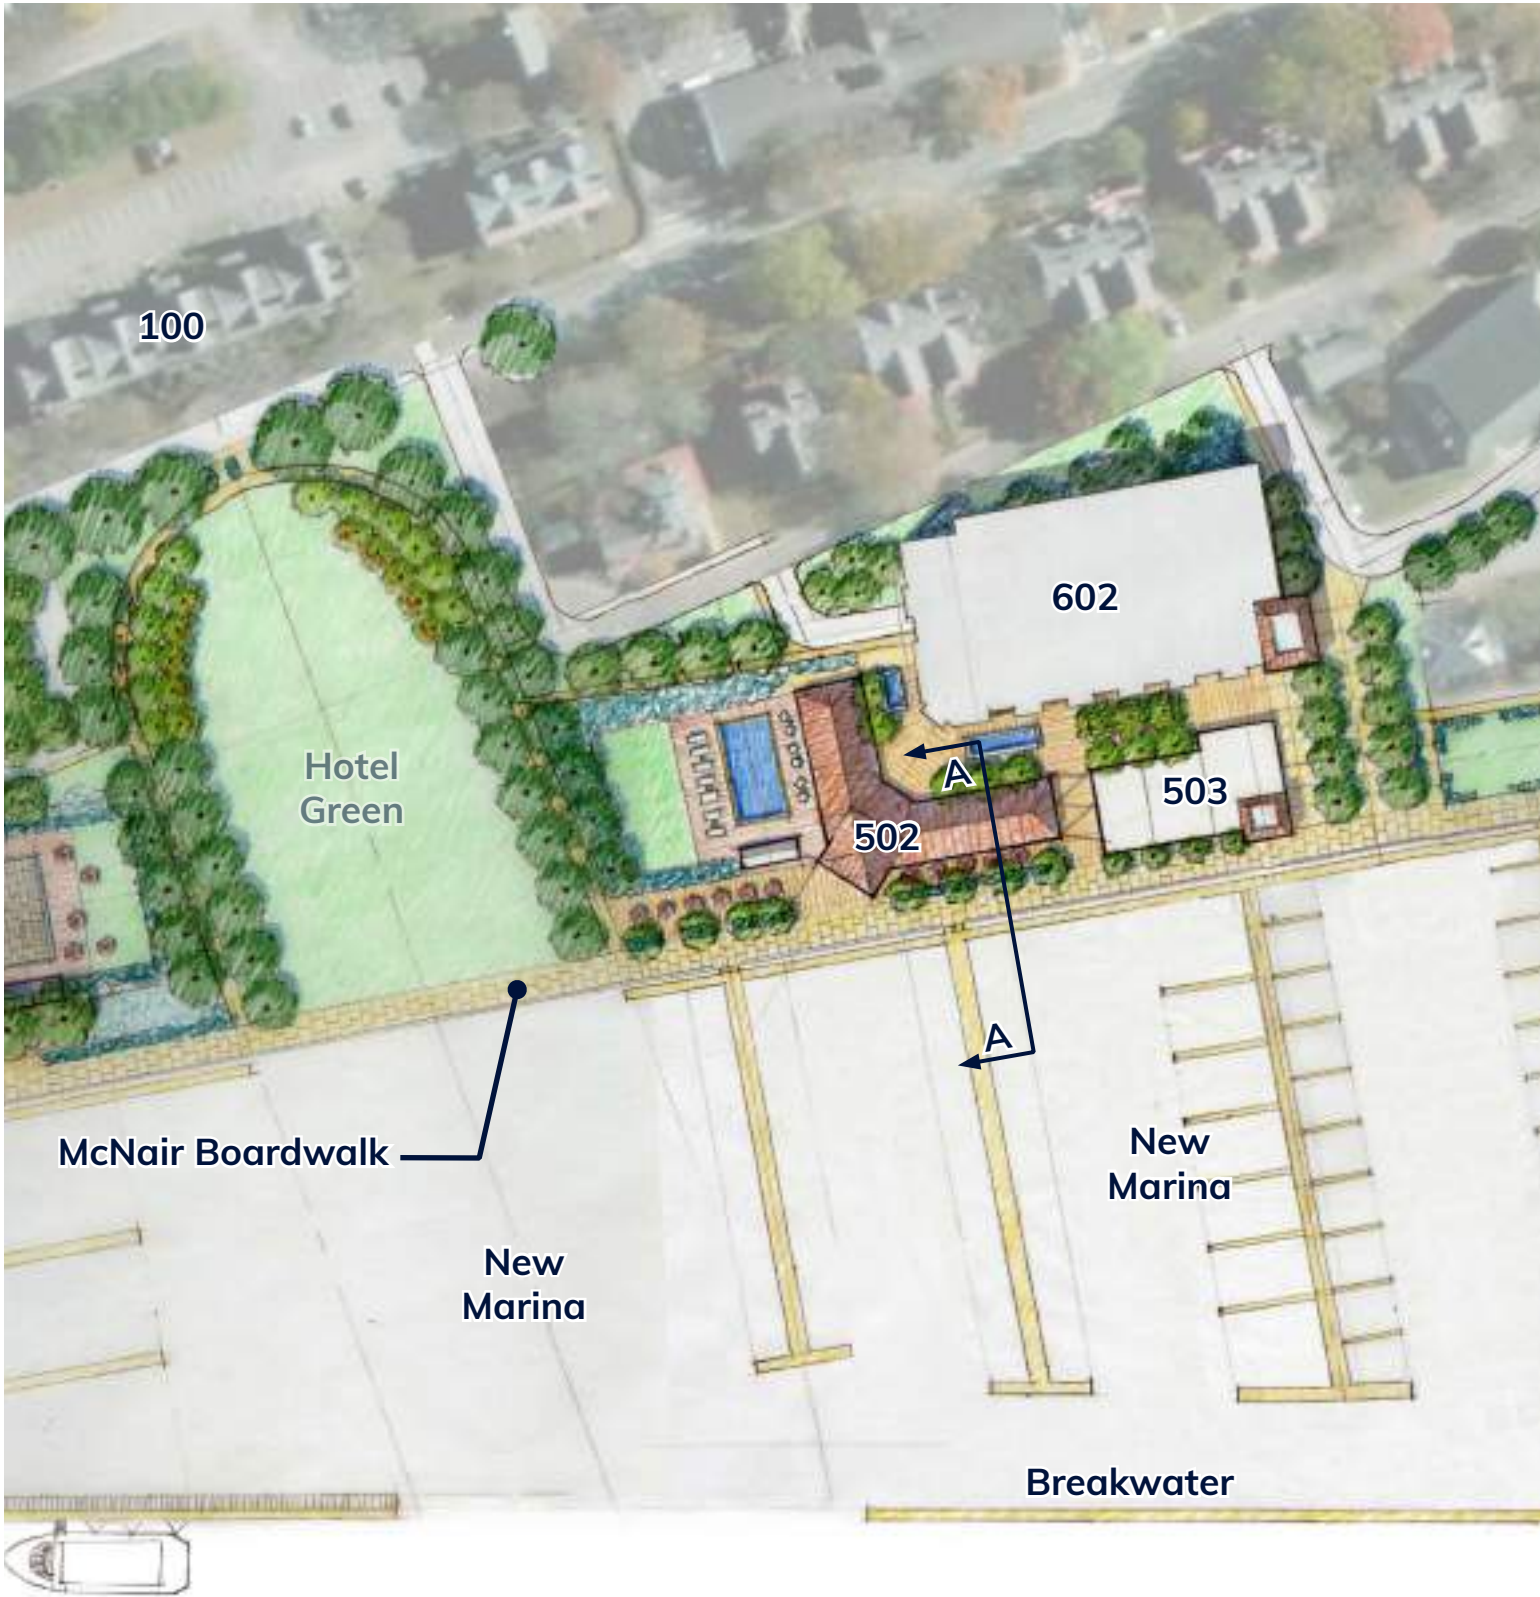 100
602
Hotel
Green
A
503
502
A
McNair Boardwalk
New
Marina
New
Marina
Breakwater